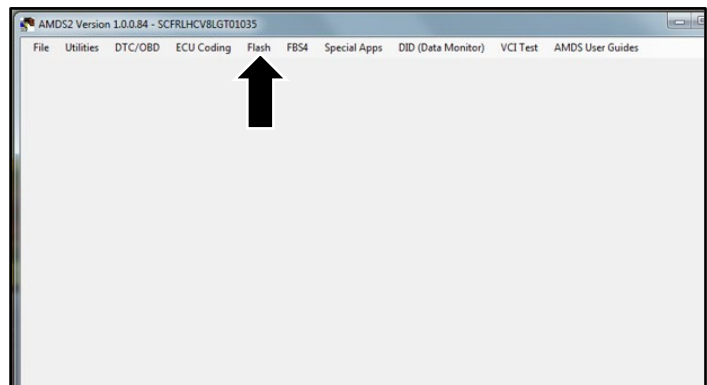 AMDS2 Version 1.0.0.84 - SCFRLHCV8LGT01035
File Utilities DTC/OBD ECU Coding Flash FBS4 Special Apps DID (Data Monitor) VCI Test AMDS User Guides